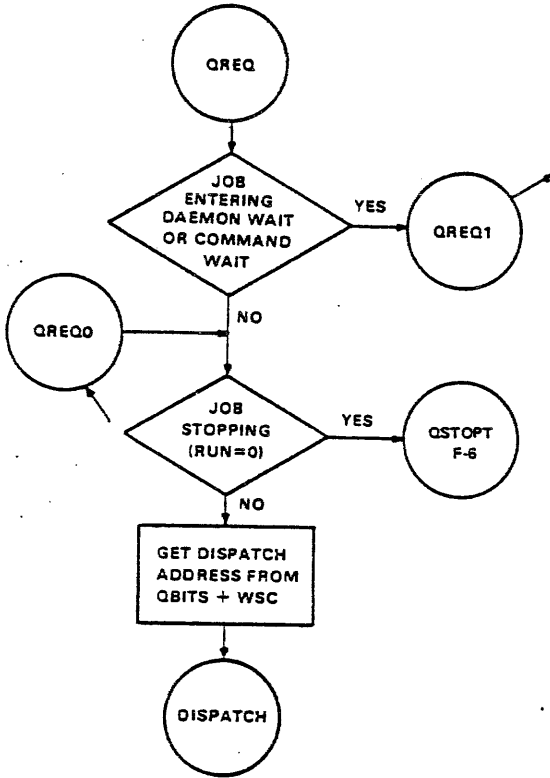 QREQ
JOB
ENTERING
DAEMON WAIT
OR COMMAND
WAIT
YES
QREQ1
NO
QREQ0
JOB
STOPPING
(RUN=0)
YES
QSTOPT
F-6
NO
GET DISPATCH
ADDRESS FROM
QBITS + WSC
DISPATCH